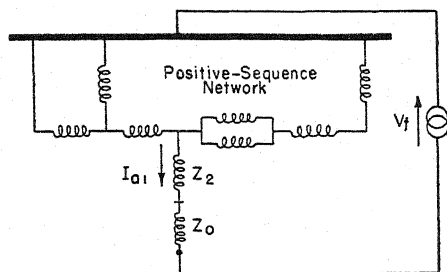 Positive-Sequence
Network
Vf
Ia1
Z2
Z0